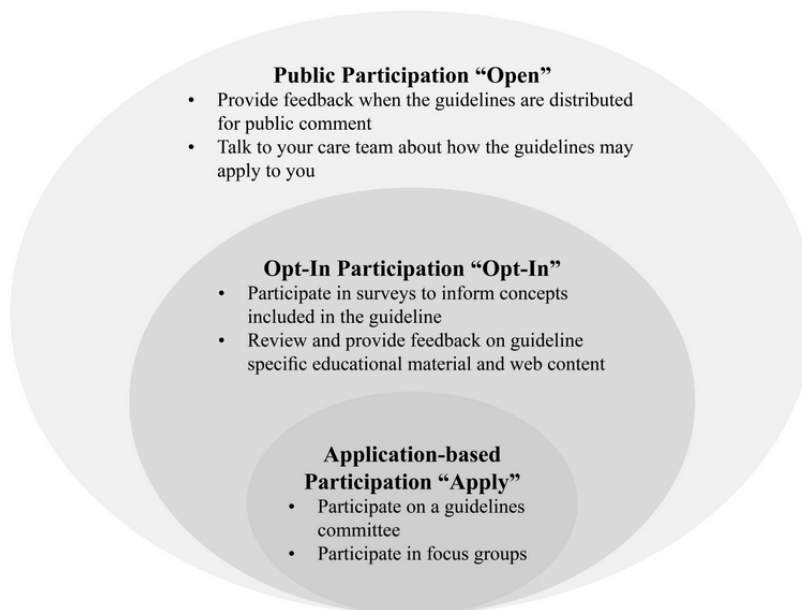 Public Participation “Open”
• Provide feedback when the guidelines are distributed
for public comment
• Talk to your care team about how the guidelines may
apply to you
Opt-In Participation “Opt-In”
• Participate in surveys to inform concepts
included in the guideline
• Review and provide feedback on guideline
specific educational material and web content
Application-based
Participation “Apply”
• Participate on a guidelines
committee
• Participate in focus groups